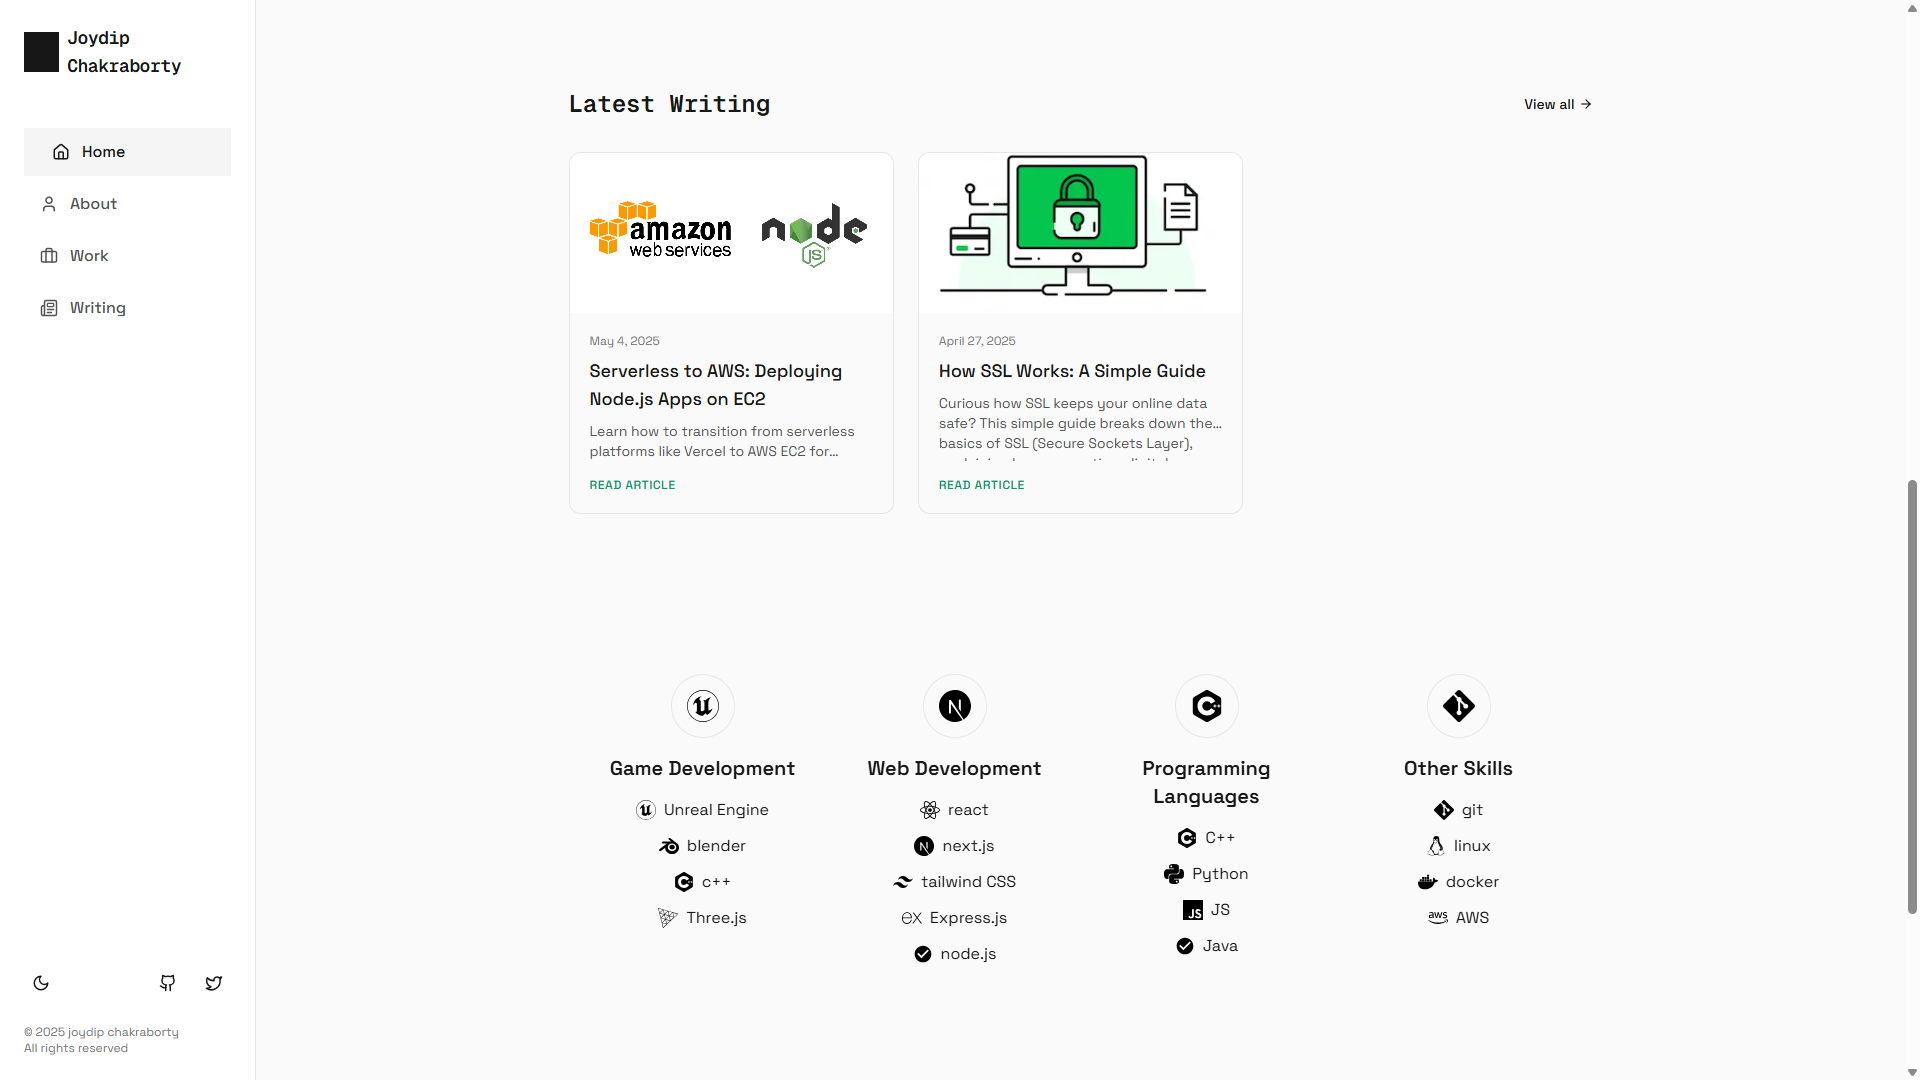 Joydip
Chakraborty
Home
About
Work
Writing
© 2025 joydip chakraborty
All rights reserved
Latest Writing
View all →
amazon
web services
node
JS
May 4, 2025
Serverless to AWS: Deploying
Node.js Apps on EC2
Learn how to transition from serverless
platforms like Vercel to AWS EC2 for...
READ ARTICLE
April 27, 2025
How SSL Works: A Simple Guide
Curious how SSL keeps your online data
safe? This simple guide breaks down the...
basics of SSL (Secure Sockets Layer),
READ ARTICLE
Game Development
Unreal Engine
blender
c++
Three.js
Web Development
react
next.js
tailwind CSS
ex Express.js
node.js
Programming
Languages
C++
Python
JS JS
Java
Other Skills
git
linux
docker
aws AWS